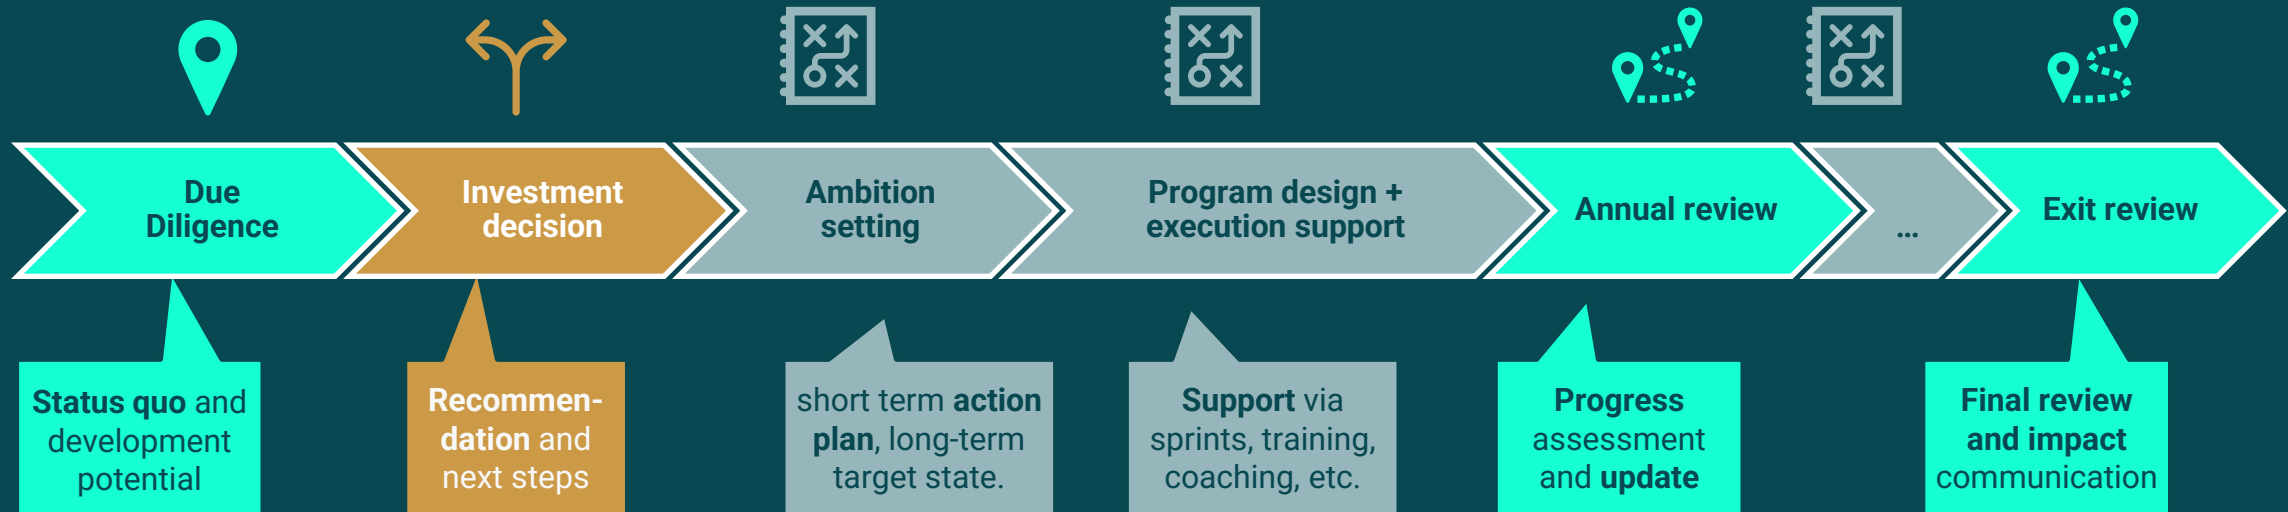 Due
Diligence
Investment
decision
Ambition
setting
Program design +
execution support
Annual review
...
Exit review
Status quo and
development
potential
Recommen-
dation and
next steps
short term action
plan, long-term
target state.
Support via
sprints, training,
coaching, etc.
Progress
assessment
and update
Final review
and impact
communication